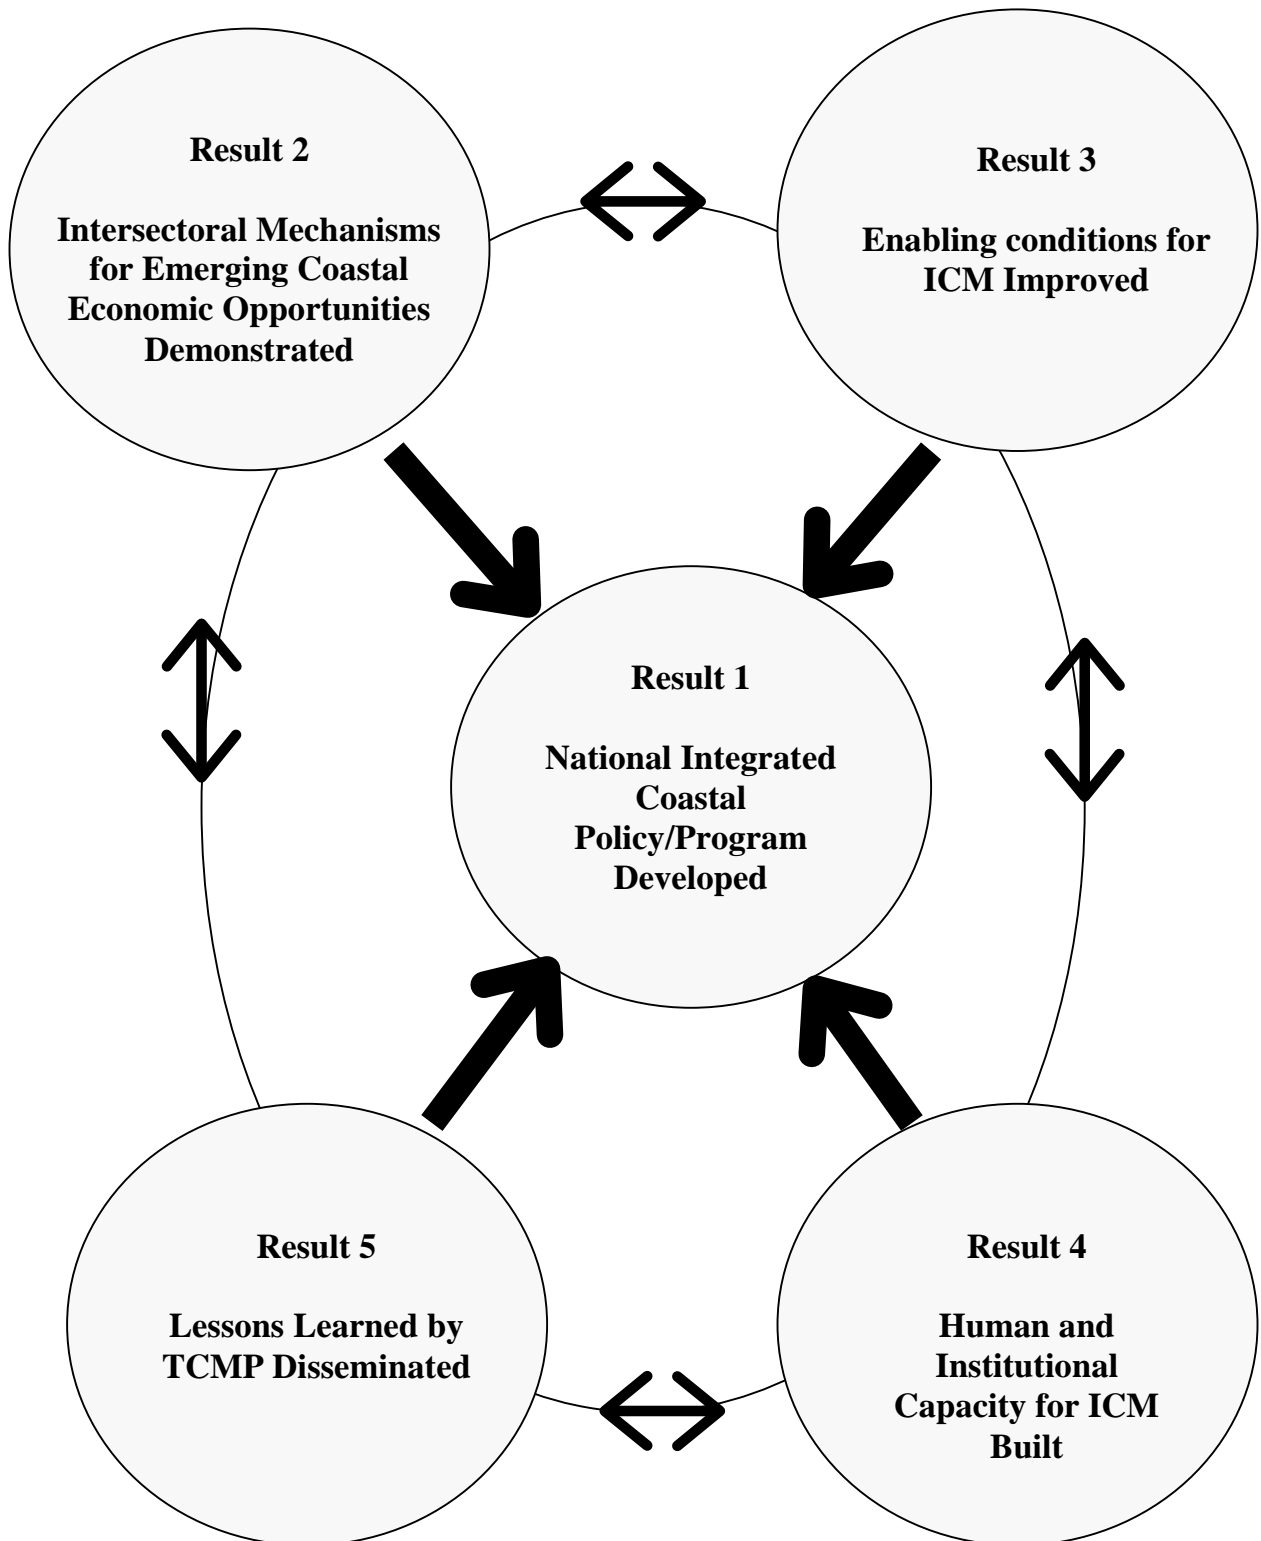 Result 2
Intersectoral Mechanisms
for Emerging Coastal
Economic Opportunities
Demonstrated
Result 3
Enabling conditions for
ICM Improved
Result 1
National Integrated
Coastal
Policy/Program
Developed
Result 5
Lessons Learned by
TCMP Disseminated
Result 4
Human and
Institutional
Capacity for ICM
Built